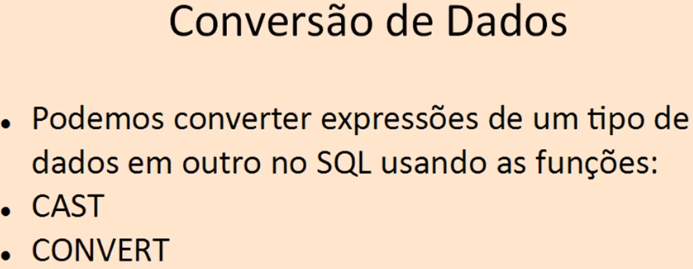 Conversão de Dados
• Podemos converter expressões de um tipo de
dados em outro no SQL usando as funções:
• CAST
• CONVERT